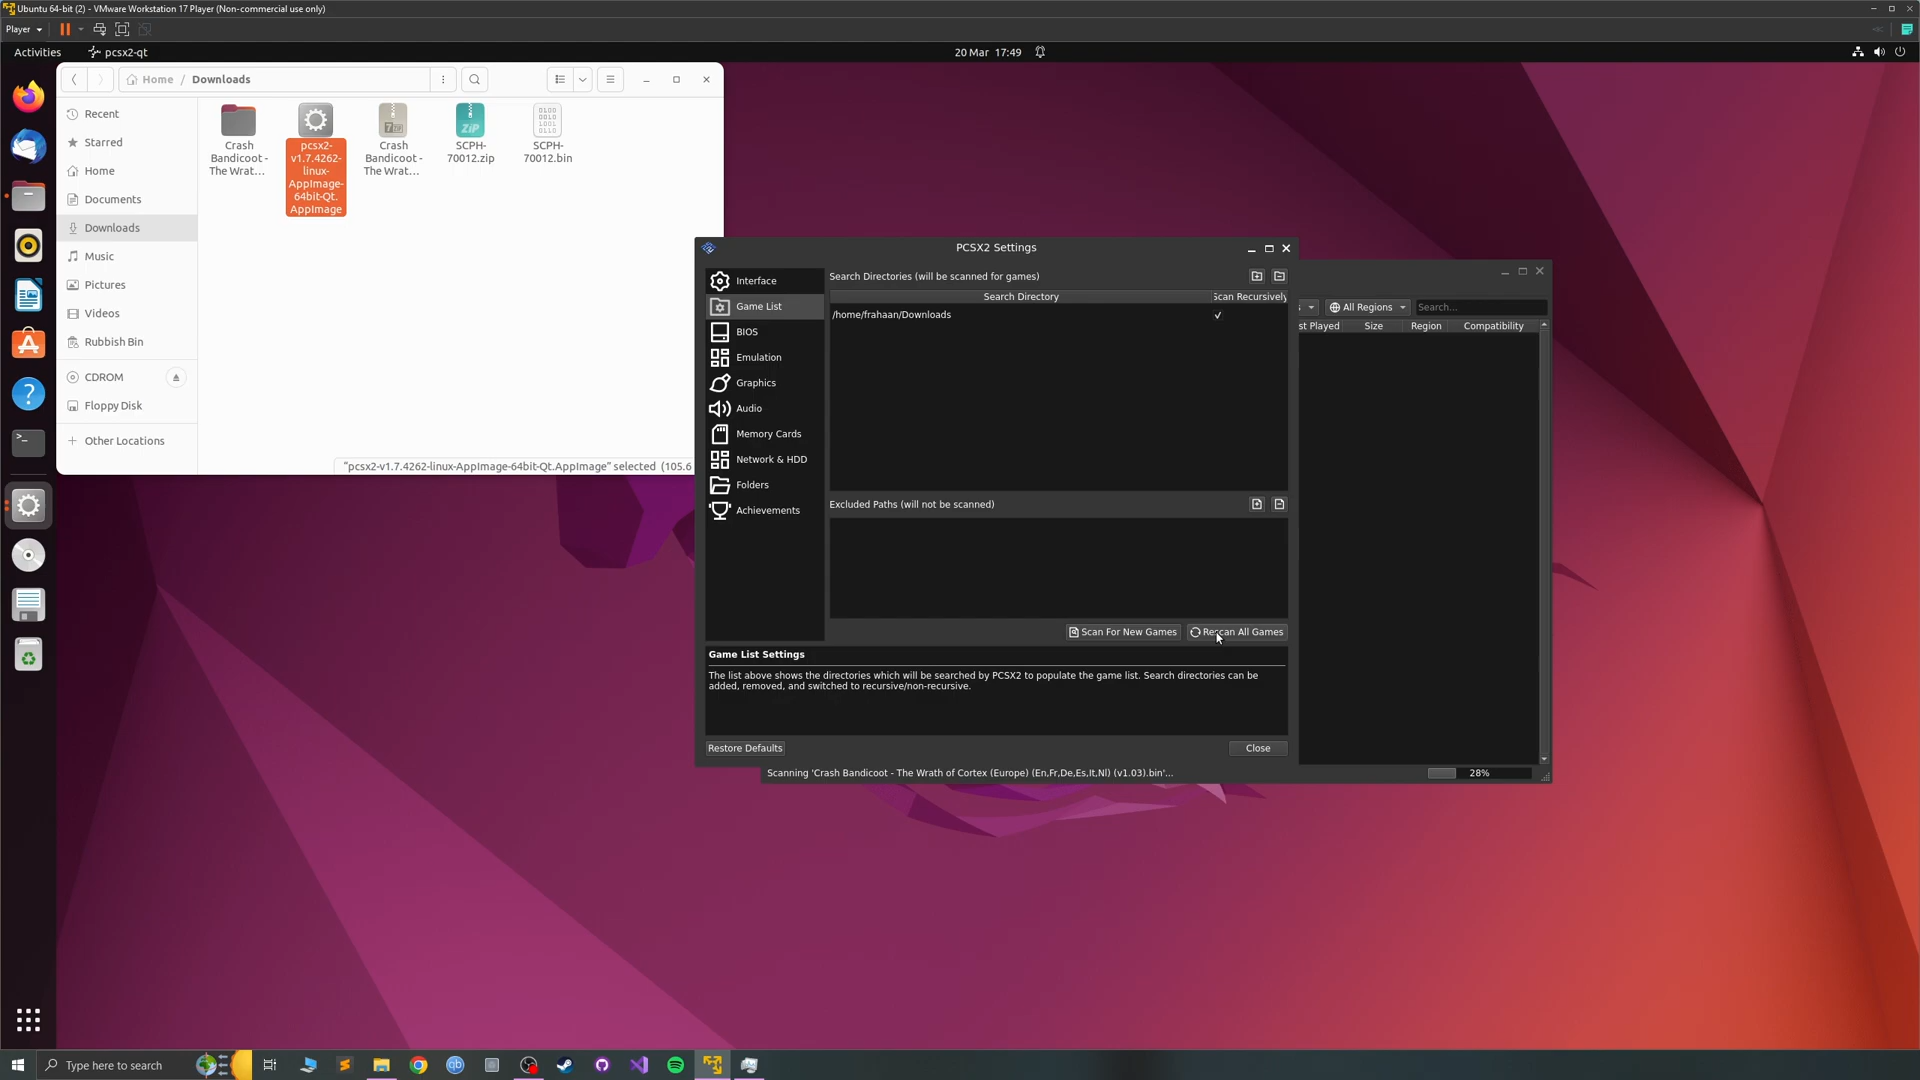 Ubuntu 64-bit (2) - VMware Workstation 17 Player (Non-commercial use only)
Player
Activities
pcsx2-qt
20 Mar 17:49
Home / Downloads
Recent
Starred
Home
Documents
Downloads
Music
Pictures
Videos
Rubbish Bin
CDROM
Floppy Disk
Other Locations
Crash
Bandicoot -
The Wrat…
pcsx2-
v1.7.4262-
linux-
AppImage-
64bit-Qt.
AppImage
Crash
Bandicoot -
The Wrat…
SCPH-
70012.zip
SCPH-
70012.bin
"pcsx2-v1.7.4262-linux-AppImage-64bit-Qt.AppImage" selected (105.6
PCSX2 Settings
Interface
Game List
BIOS
Emulation
Graphics
Audio
Memory Cards
Network & HDD
Folders
Achievements
Search Directories (will be scanned for games)
Search Directory
Scan Recursively
/home/frahaan/Downloads
Excluded Paths (will not be scanned)
Scan For New Games
Rescan All Games
Game List Settings
The list above shows the directories which will be searched by PCSX2 to populate the game list. Search directories can be
added, removed, and switched to recursive/non-recursive.
Restore Defaults
Close
All Regions
Search...
st Played
Size
Region
Compatibility
Scanning 'Crash Bandicoot - The Wrath of Cortex (Europe) (En,Fr,De,Es,It,Nl) (v1.03).bin'...
28%
Type here to search